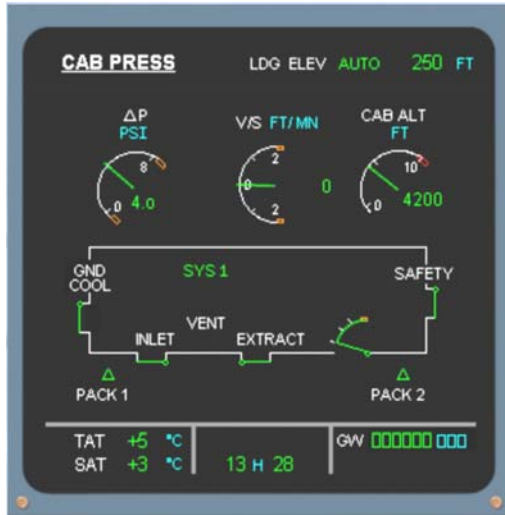 CAB PRESS LDG ELEV AUTO 250 FT
ΔP
PSI
8
0
4.0
V/S FT/MN
2
0
2
0
CAB ALT
FT
10
0
4200
GND
COOL
SYS 1
SAFETY
VENT
INLET
EXTRACT
PACK 1
PACK 2
TAT +5 °C
SAT +3 °C
13 H 28
GW